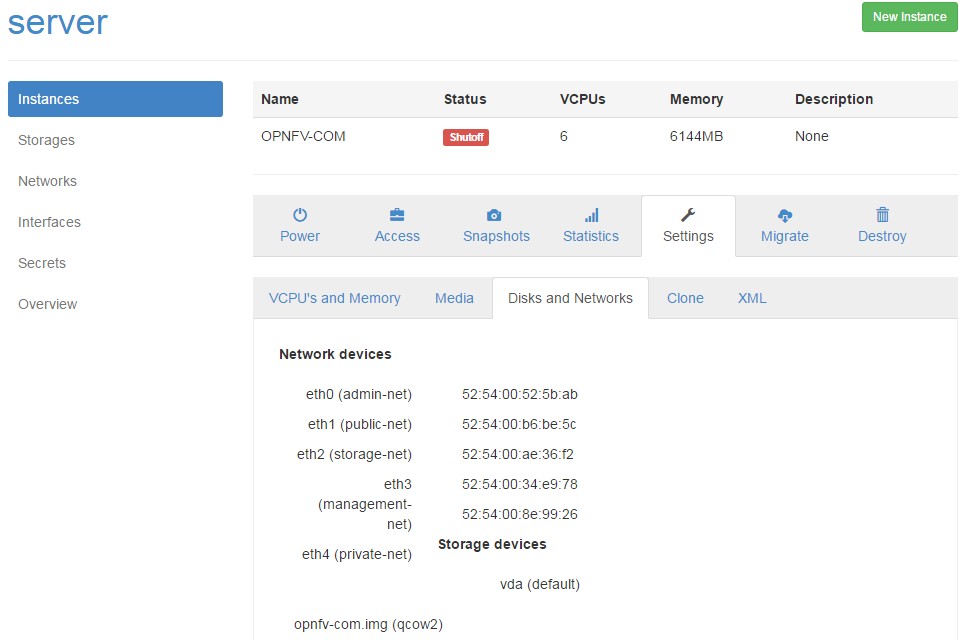 server
New Instance
Instances
Storages
Networks
Interfaces
Secrets
Overview
Name Status VCPUs Memory Description
OPNFV-COM Shutoff 6 6144MB None
Power Access Snapshots Statistics Settings Migrate Destroy
VCPU's and Memory Media Disks and Networks Clone XML
Network devices
eth0 (admin-net) 52:54:00:52:5b:ab
eth1 (public-net) 52:54:00:b6:be:5c
eth2 (storage-net) 52:54:00:ae:36:f2
eth3 52:54:00:34:e9:78
(management-
net)
52:54:00:8e:99:26
eth4 (private-net)
Storage devices
vda (default)
opnfv-com.img (qcow2)